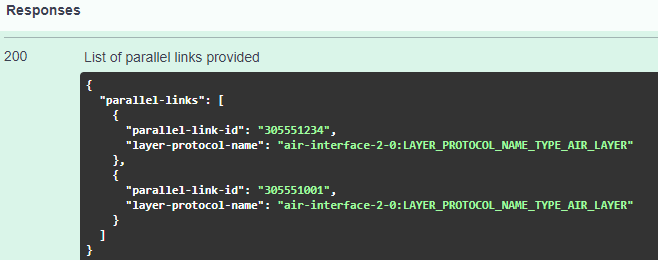 Responses
200 List of parallel links provided
{
  "parallel-links": [
    {
      "parallel-link-id": "305551234",
      "layer-protocol-name": "air-interface-2-0:LAYER_PROTOCOL_NAME_TYPE_AIR_LAYER"
    },
    {
      "parallel-link-id": "305551001",
      "layer-protocol-name": "air-interface-2-0:LAYER_PROTOCOL_NAME_TYPE_AIR_LAYER"
    }
  ]
}